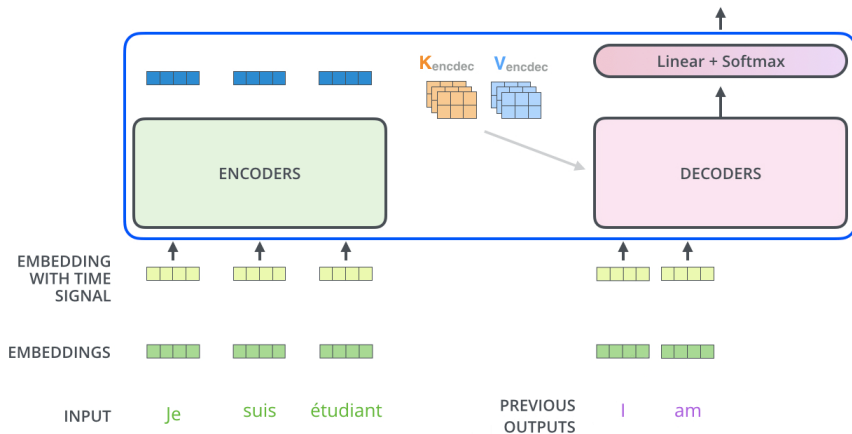 Kencdec
Vencdec
Linear + Softmax
ENCODERS
DECODERS
EMBEDDING
WITH TIME
SIGNAL
EMBEDDINGS
INPUT
Je suis étudiant
PREVIOUS
OUTPUTS
I am